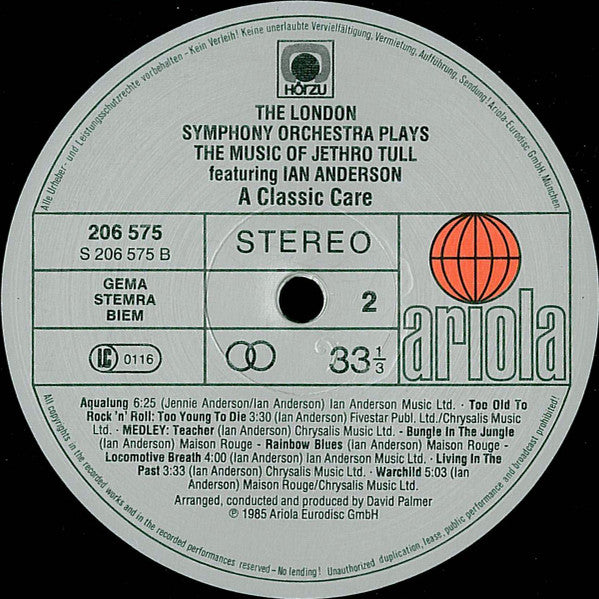 Alle Urheber- und Leistungsschutzrechte vorbehalten - Kein Verleih! Keine unerlaubte Vervielfältigung, Vermietung, Aufführung, Sendung! Ariola-Eurodisc GmbH, München.
HÖRZU
THE LONDON
SYMPHONY ORCHESTRA PLAYS
THE MUSIC OF JETHRO TULL
featuring IAN ANDERSON
A Classic Care
206 575
S 206 575 B
STEREO
GEMA
STEMRA
BIEM
2
LC 0116
33 1/3
ariola
Aqualung 6:25 (Jennie Anderson/Ian Anderson) Ian Anderson Music Ltd. · Too Old To
Rock 'n' Roll: Too Young To Die 3:30 (Ian Anderson) Fivestar Publ. Ltd./Chrysalis Music
Ltd. · MEDLEY: Teacher (Ian Anderson) Chrysalis Music Ltd. - Bungle In The Jungle
(Ian Anderson) Maison Rouge - Rainbow Blues (Ian Anderson) Maison Rouge -
Locomotive Breath 4:00 (Ian Anderson) Ian Anderson Music Ltd. · Living In The
Past 3:33 (Ian Anderson) Chrysalis Music Ltd. · Warchild 5:03 (Ian
Anderson) Maison Rouge/Chrysalis Music Ltd.
Arranged, conducted and produced by David Palmer
℗ 1985 Ariola Eurodisc GmbH
All copyrights in the recorded works and in the recorded performances reserved - No lending! Unauthorized duplication, lease, public performance and broadcast prohibited!